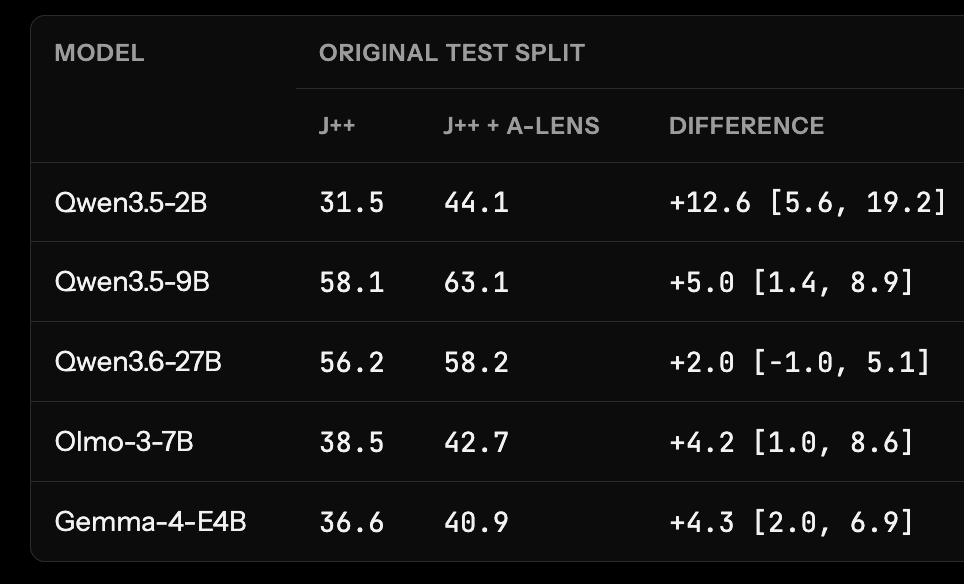 MODEL ORIGINAL TEST SPLIT
J++ J++ + A-LENS DIFFERENCE
Qwen3.5-2B 31.5 44.1 +12.6 [5.6, 19.2]
Qwen3.5-9B 58.1 63.1 +5.0 [1.4, 8.9]
Qwen3.6-27B 56.2 58.2 +2.0 [-1.0, 5.1]
Olmo-3-7B 38.5 42.7 +4.2 [1.0, 8.6]
Gemma-4-E4B 36.6 40.9 +4.3 [2.0, 6.9]